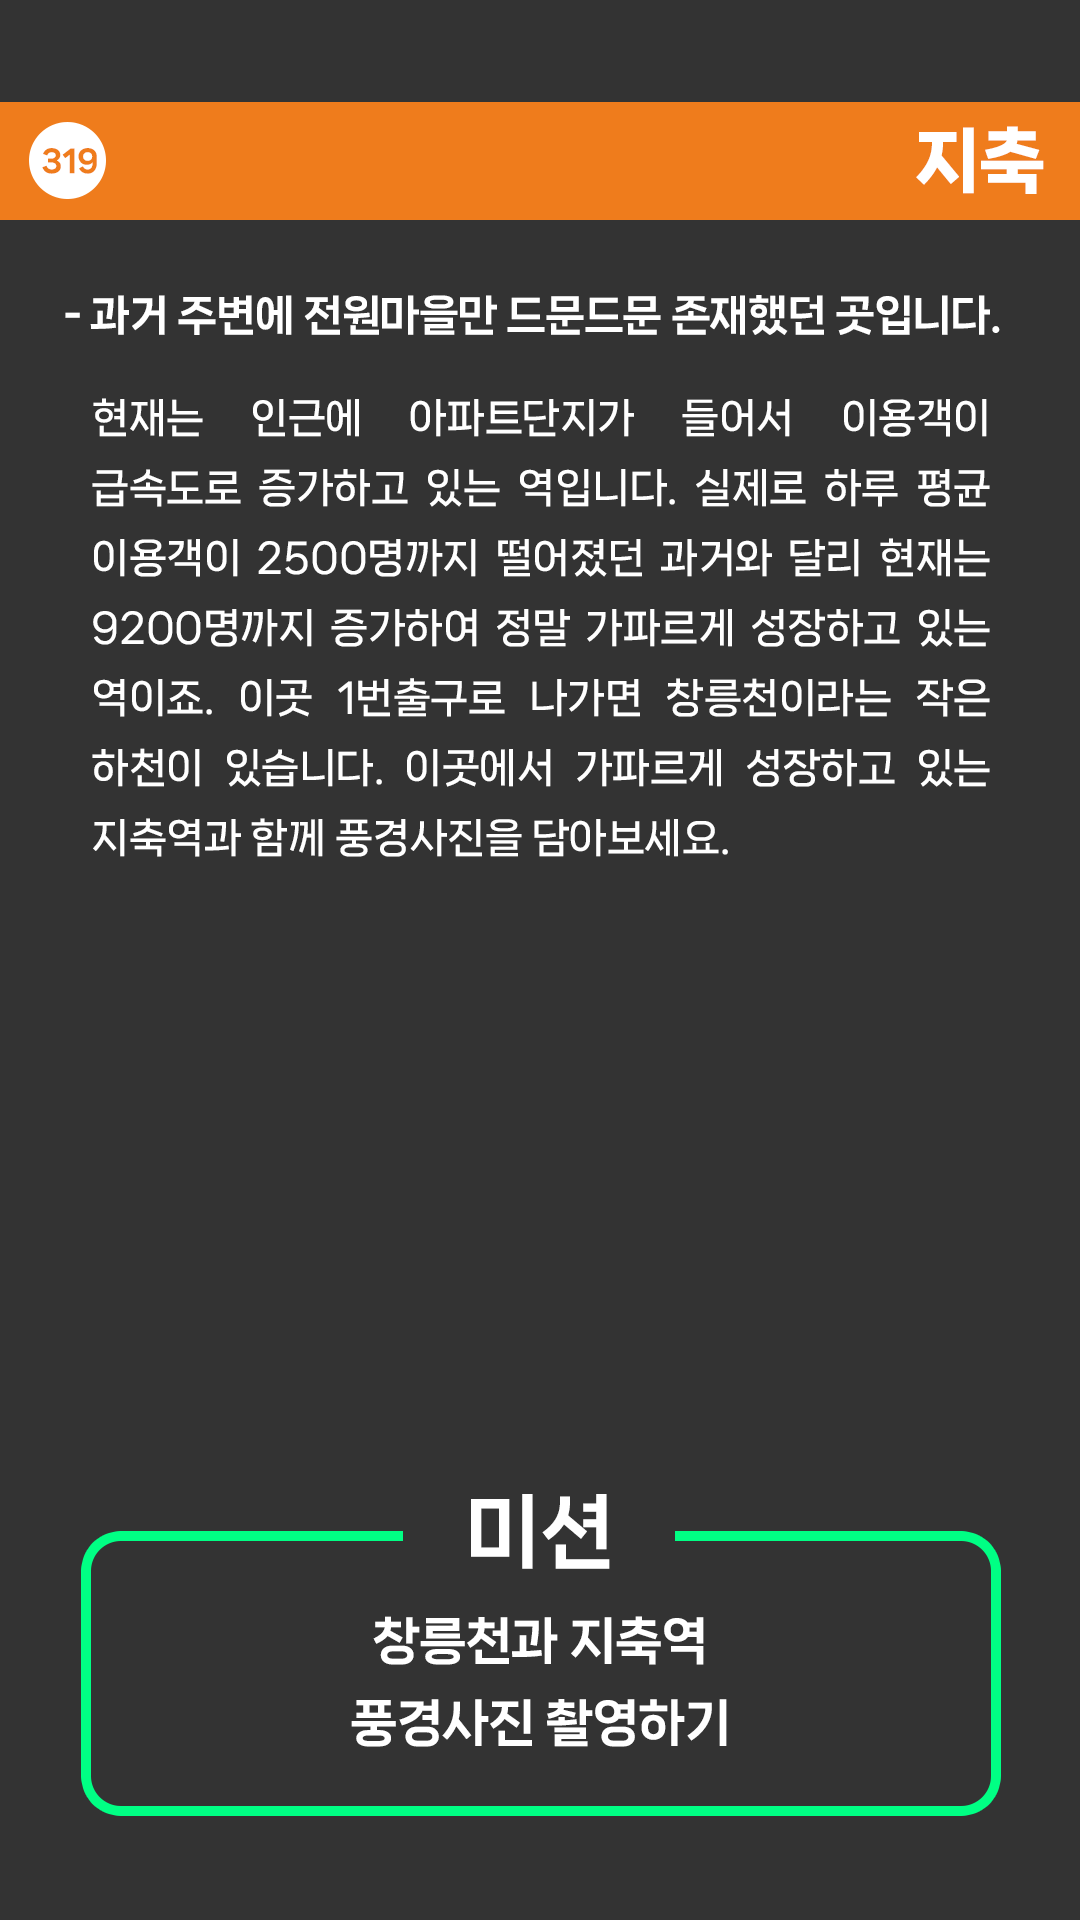 319
지축
- 과거 주변에 전원마을만 드문드문 존재했던 곳입니다.
현재는 인근에 아파트단지가 들어서 이용객이
급속도로 증가하고 있는 역입니다. 실제로 하루 평균
이용객이 2500명까지 떨어졌던 과거와 달리 현재는
9200명까지 증가하여 정말 가파르게 성장하고 있는
역이죠. 이곳 1번출구로 나가면 창릉천이라는 작은
하천이 있습니다. 이곳에서 가파르게 성장하고 있는
지축역과 함께 풍경사진을 담아보세요.
미션
창릉천과 지축역
풍경사진 촬영하기